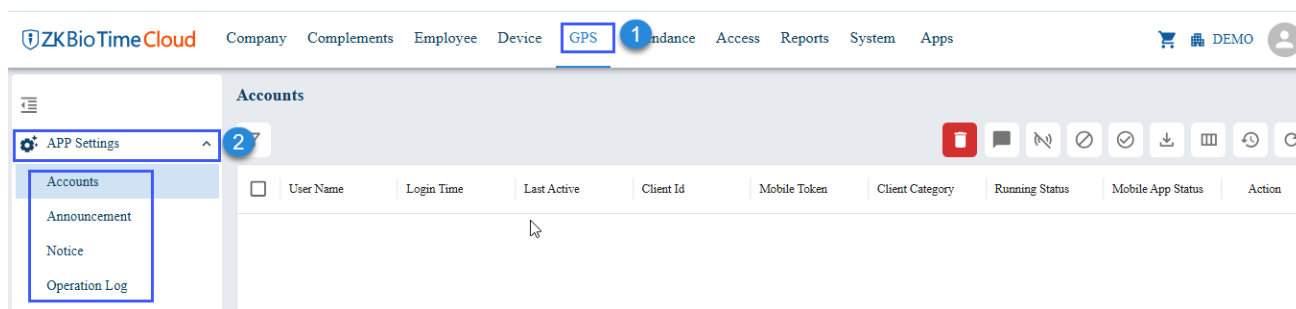 ZKBioTime Cloud Company Complements Employee Device GPS 1 ndance Access Reports System Apps DEMO
Accounts
APP Settings 2
Accounts
User Name Login Time Last Active Client Id Mobile Token Client Category Running Status Mobile App Status Action
Announcement
Notice
Operation Log